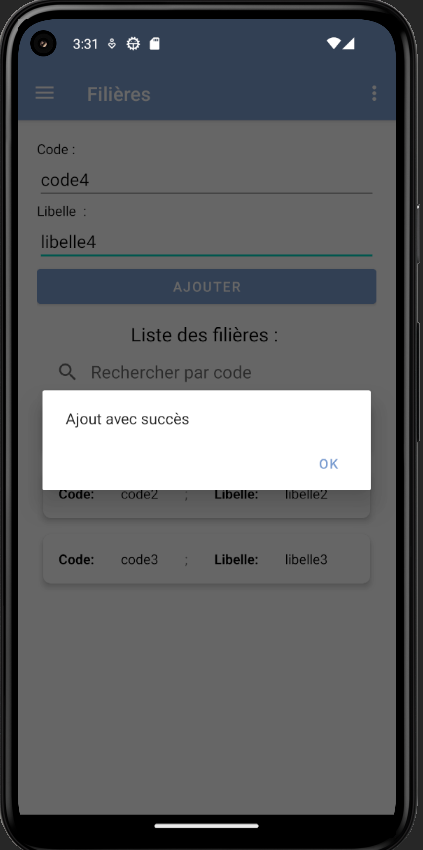 3:31
Filières
Code :
code4
Libelle :
libelle4
AJOUTER
Liste des filières :
Rechercher par code
Ajout avec succès
OK
Code: code2 ; Libelle: libelle2
Code: code3 ; Libelle: libelle3